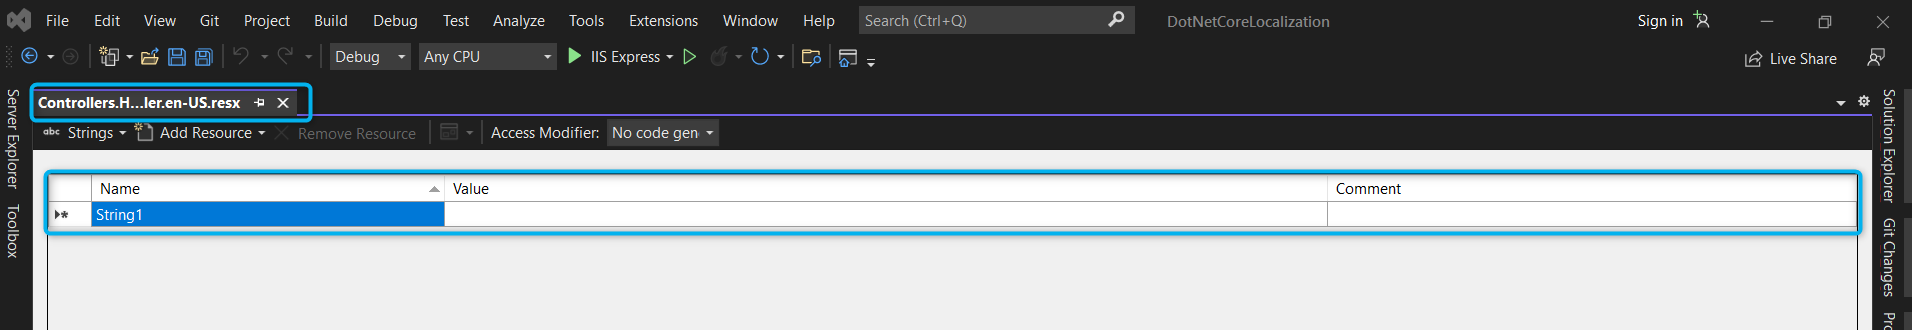 File Edit View Git Project Build Debug Test Analyze Tools Extensions Window Help Search (Ctrl+Q) DotNetCoreLocalization Sign in
Debug Any CPU IIS Express Live Share
Controllers.H...ler.en-US.resx
abc Strings Add Resource Remove Resource Access Modifier: No code gen
Name Value Comment
String1
Server Explorer
Toolbox
Solution Explorer
Git Changes